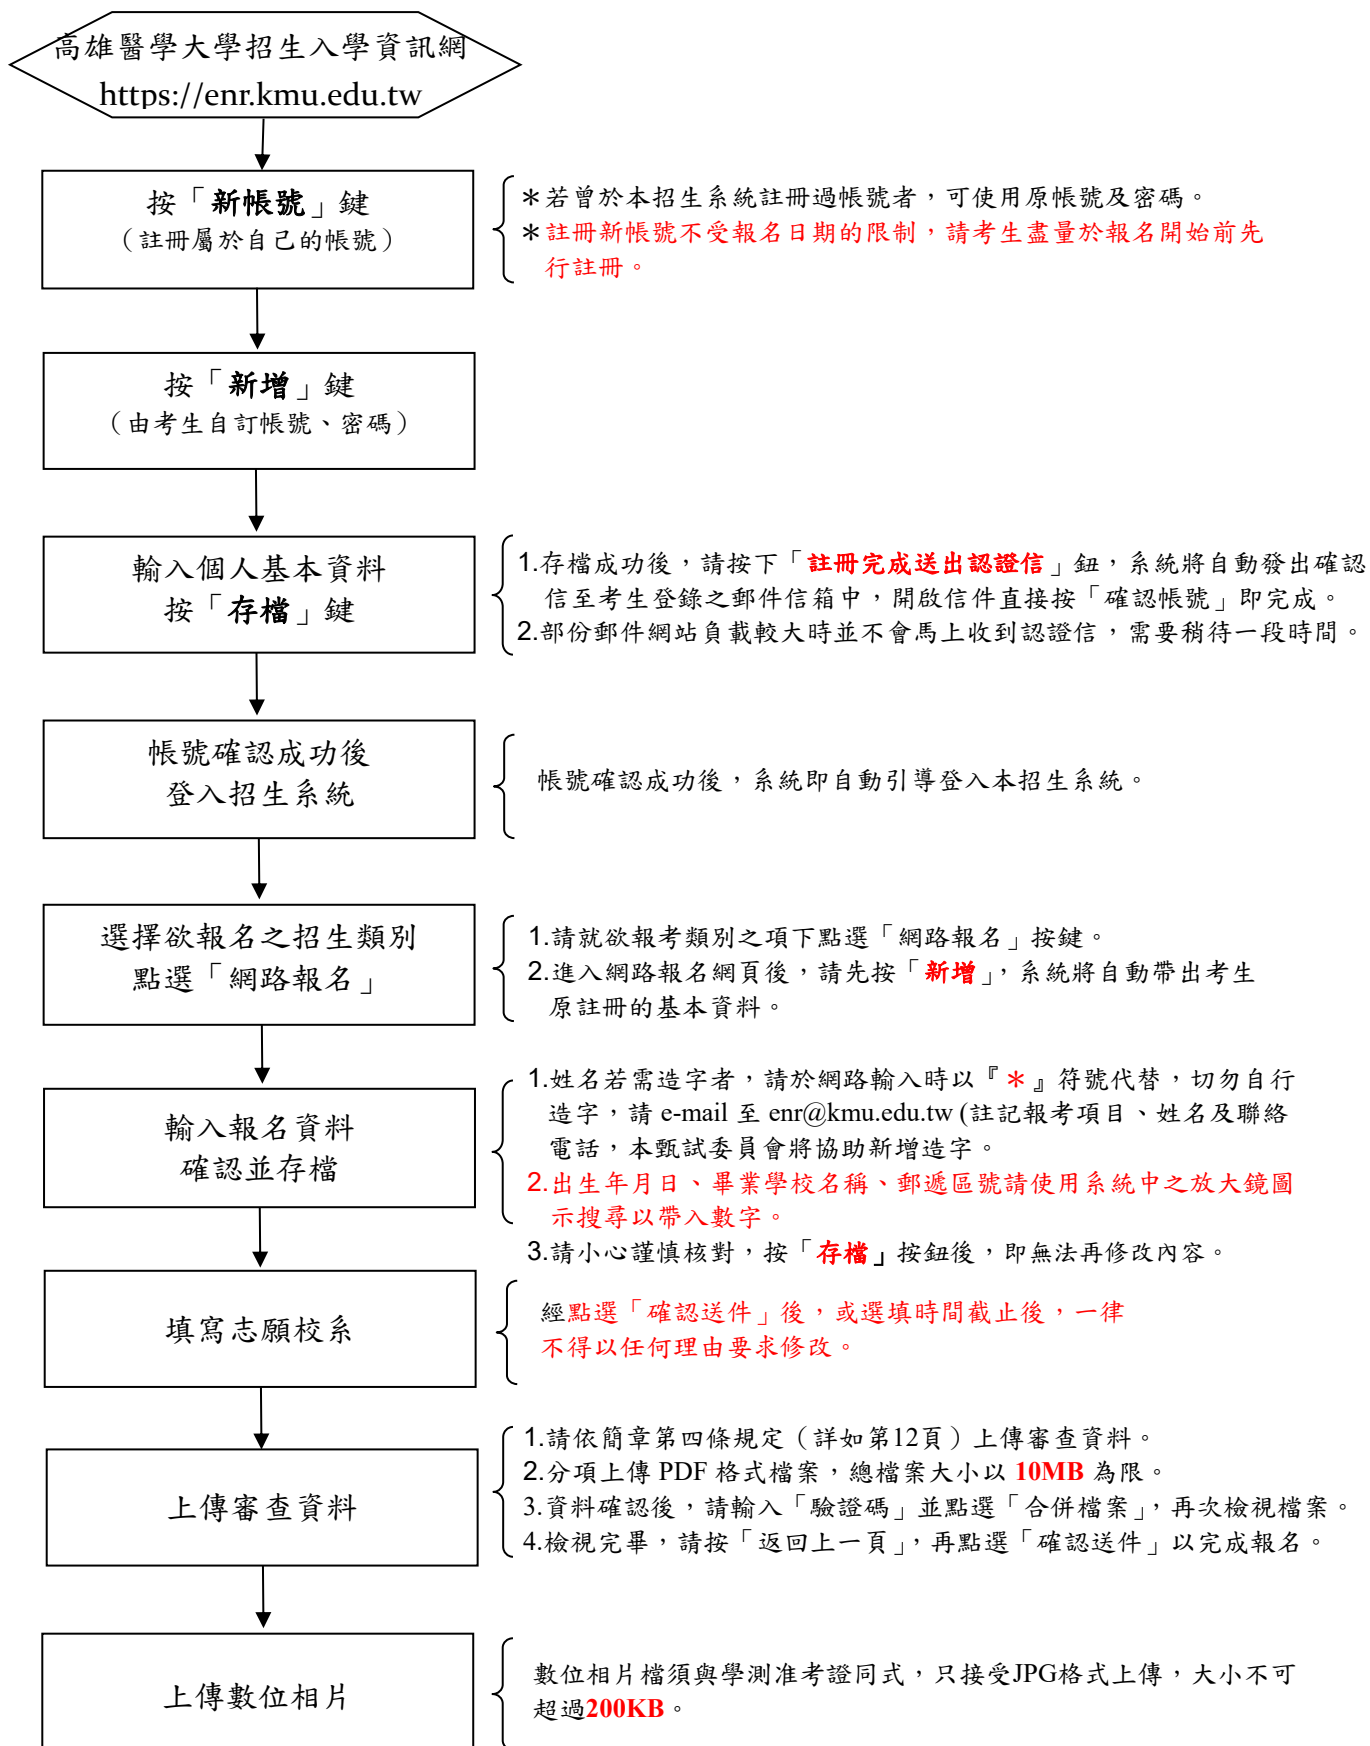 高雄醫學大學招生入學資訊網
https://enr.kmu.edu.tw
按「新帳號」鍵
（註冊屬於自己的帳號）
＊若曾於本招生系統註冊過帳號者，可使用原帳號及密碼。
＊註冊新帳號不受報名日期的限制，請考生盡量於報名開始前先
行註冊。
按「新增」鍵
（由考生自訂帳號、密碼）
輸入個人基本資料
按「存檔」鍵
1.存檔成功後，請按下「註冊完成送出認證信」鈕，系統將自動發出確認
信至考生登錄之郵件信箱中，開啟信件直接按「確認帳號」即完成。
2.部份郵件網站負載較大時並不會馬上收到認證信，需要稍待一段時間。
帳號確認成功後
登入招生系統
帳號確認成功後，系統即自動引導登入本招生系統。
選擇欲報名之招生類別
點選「網路報名」
1.請就欲報考類別之項下點選「網路報名」按鍵。
2.進入網路報名網頁後，請先按「新增」，系統將自動帶出考生
原註冊的基本資料。
輸入報名資料
確認並存檔
1.姓名若需造字者，請於網路輸入時以『＊』符號代替，切勿自行
造字，請 e-mail 至 enr@kmu.edu.tw (註記報考項目、姓名及聯絡
電話，本甄試委員會將協助新增造字。
2.出生年月日、畢業學校名稱、郵遞區號請使用系統中之放大鏡圖
示搜尋以帶入數字。
3.請小心謹慎核對，按「存檔」按鈕後，即無法再修改內容。
填寫志願校系
經點選「確認送件」後，或選填時間截止後，一律
不得以任何理由要求修改。
上傳審查資料
1.請依簡章第四條規定（詳如第12頁）上傳審查資料。
2.分項上傳 PDF 格式檔案，總檔案大小以 10MB 為限。
3.資料確認後，請輸入「驗證碼」並點選「合併檔案」，再次檢視檔案。
4.檢視完畢，請按「返回上一頁」，再點選「確認送件」以完成報名。
上傳數位相片
數位相片檔須與學測准考證同式，只接受JPG格式上傳，大小不可
超過200KB。